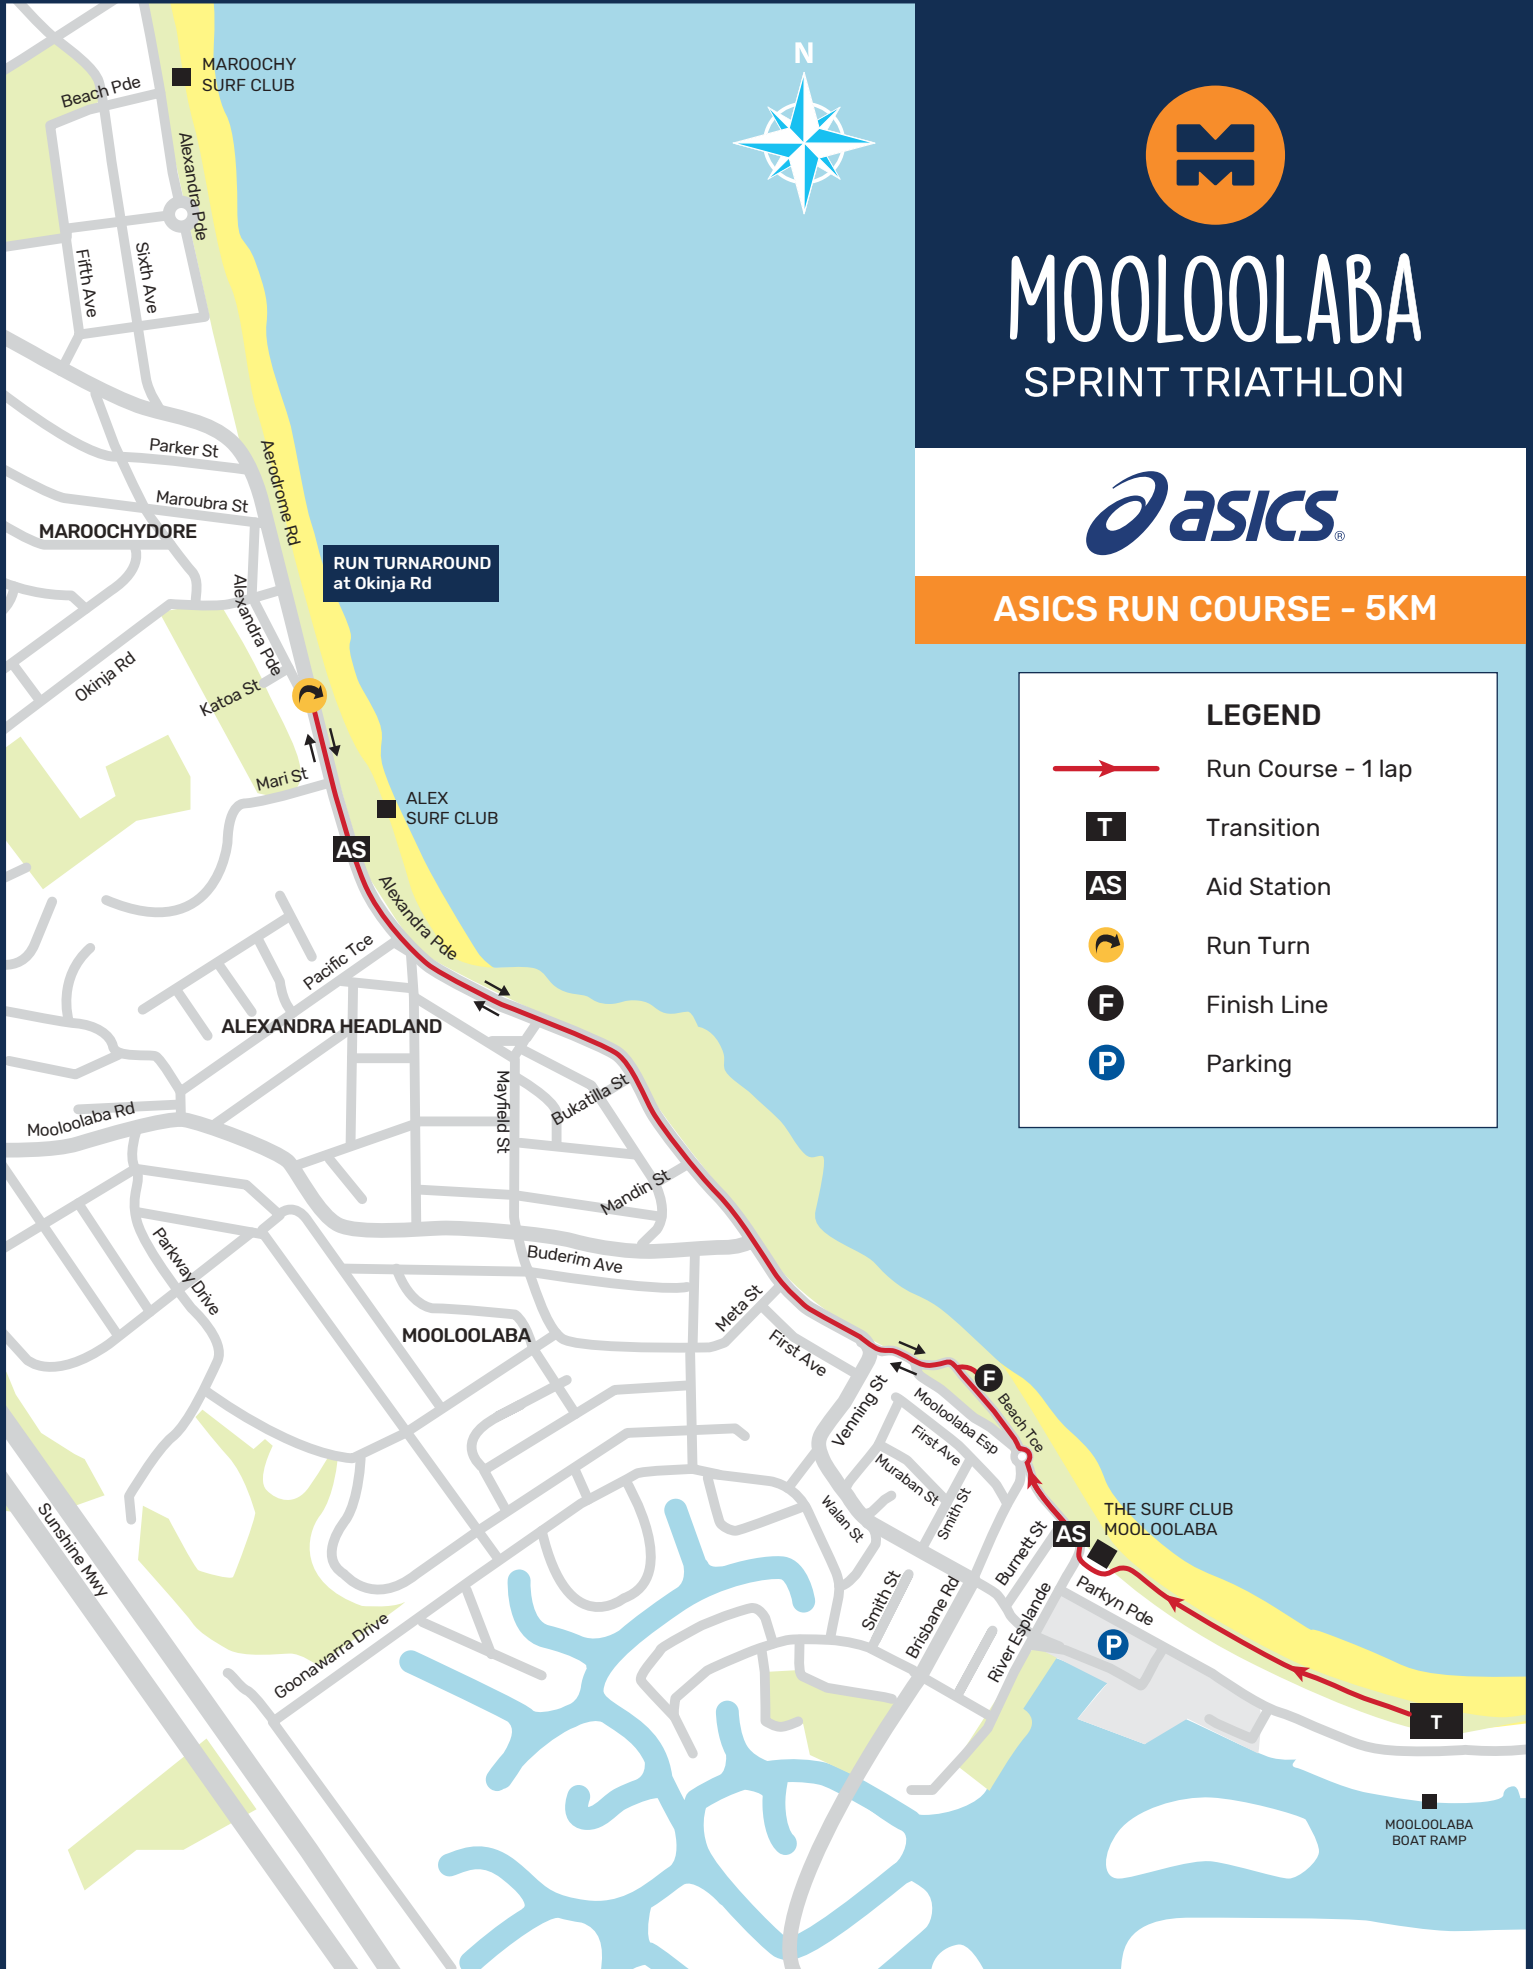 N
MOOLOOLABA
SPRINT TRIATHLON
asics®
ASICS RUN COURSE - 5KM
LEGEND
Run Course - 1 lap
T
Transition
AS
Aid Station
Run Turn
F
Finish Line
P
Parking
MAROOCHY
SURF CLUB
Beach Pde
Alexandra Pde
Fifth Ave
Sixth Ave
Parker St
Aerodrome Rd
Maroubra St
MAROOCHYDORE
RUN TURNAROUND
at Okinja Rd
Alexandra Pde
Okinja Rd
Katoa St
Mari St
ALEX
SURF CLUB
AS
Alexandra Pde
Pacific Tce
ALEXANDRA HEADLAND
Mayfield St
Bukatilla St
Mooloolaba Rd
Mandin St
Parkway Drive
Buderim Ave
Meta St
MOOLOOLABA
First Ave
F
Venning St
Mooloolaba Esp
Beach Tce
First Ave
Muraban St
Smith St
Walan St
Sunshine Mwy
THE SURF CLUB
MOOLOOLABA
AS
Burnett St
Smith St
Brisbane Rd
River Esplande
Parkyn Pde
P
Goonawarra Drive
T
MOOLOOLABA
BOAT RAMP